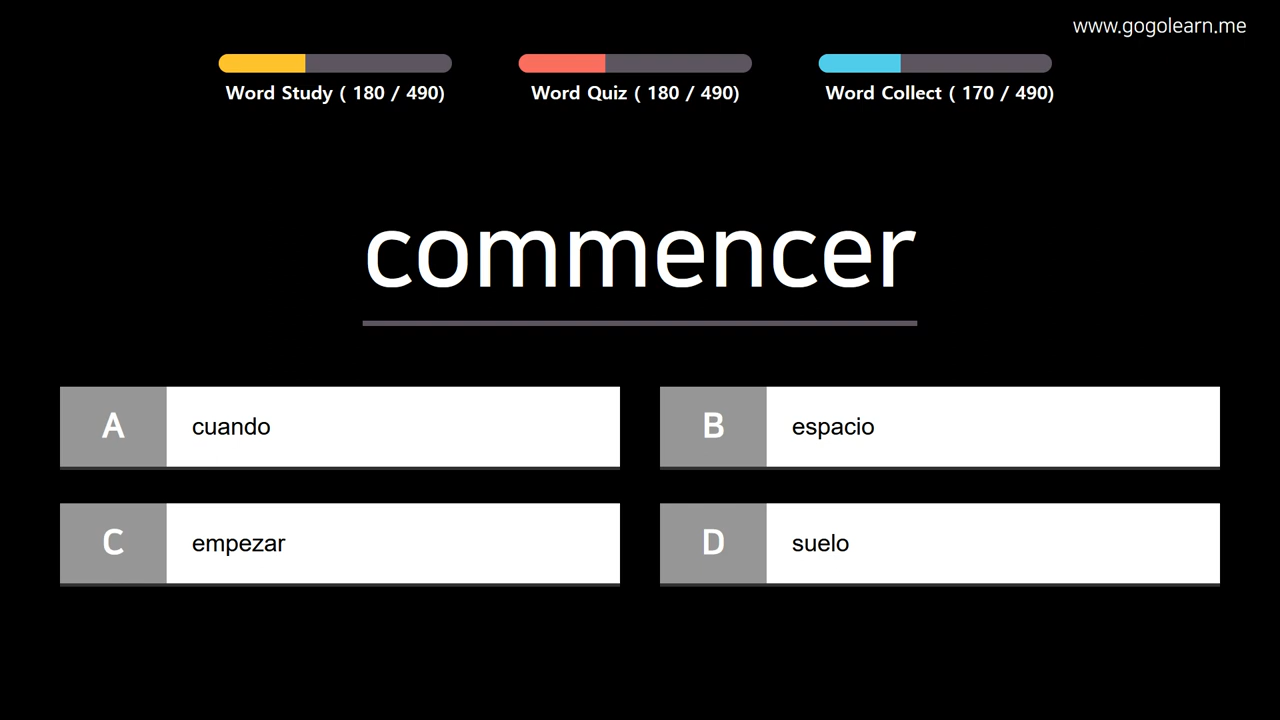 www.gogolearn.me
Word Study ( 180 / 490)
Word Quiz ( 180 / 490)
Word Collect ( 170 / 490)
commencer
A cuando
B espacio
C empezar
D suelo